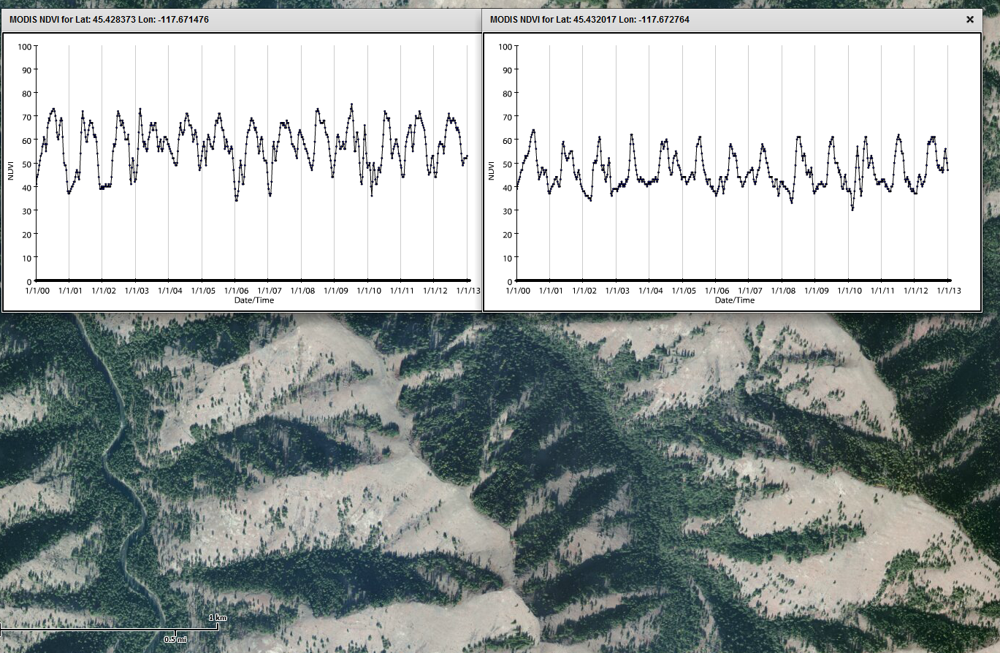 MODIS NDVI for Lat: 45.428373 Lon: -117.671476
100
90
80
70
60
50
40
30
20
10
0
NDVI
1/1/00 1/1/01 1/1/02 1/1/03 1/1/04 1/1/05 1/1/06 1/1/07 1/1/08 1/1/09 1/1/10 1/1/11 1/1/12 1/1/13
Date/Time
MODIS NDVI for Lat: 45.432017 Lon: -117.672764
100
90
80
70
60
50
40
30
20
10
0
NDVI
1/1/00 1/1/01 1/1/02 1/1/03 1/1/04 1/1/05 1/1/06 1/1/07 1/1/08 1/1/09 1/1/10 1/1/11 1/1/12 1/1/13
Date/Time
1 km
0.5 mi